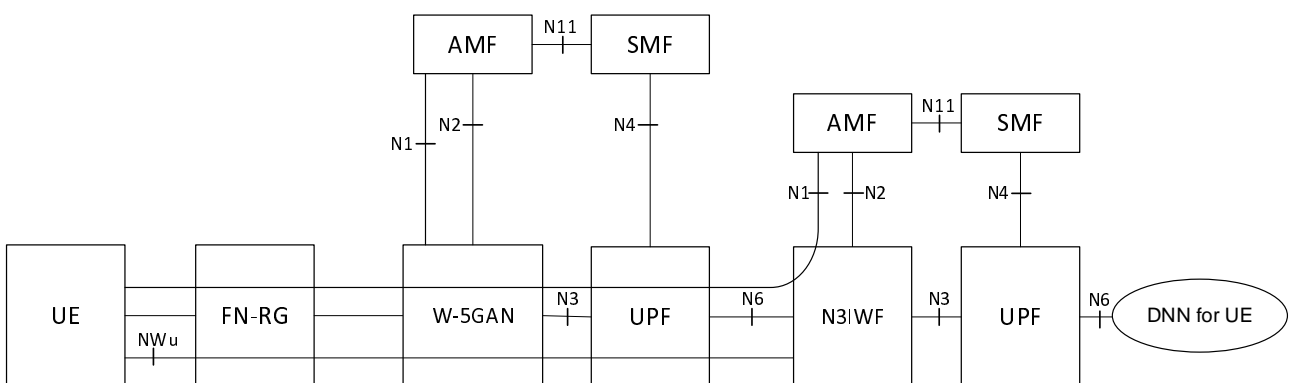 N11
AMF
SMF
N11
AMF
SMF
N2
N4
N1
N1
N2
N4
N3
N6
N3
N6
UE
FN-RG
W-5GAN
UPF
N3IWF
UPF
DNN for UE
NWu